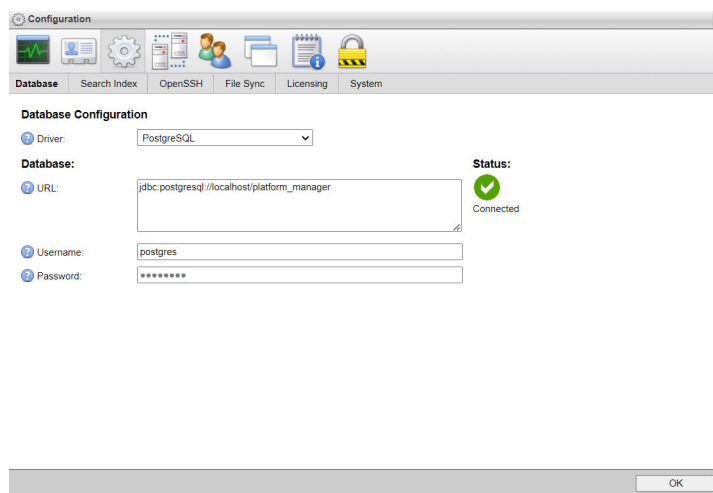 Configuration
Database Search Index OpenSSH File Sync Licensing System
Database Configuration
Driver: PostgreSQL
Database: Status:
URL: jdbc:postgresql://localhost/platform_manager
Connected
Username: postgres
Password: ●●●●●●●●
OK